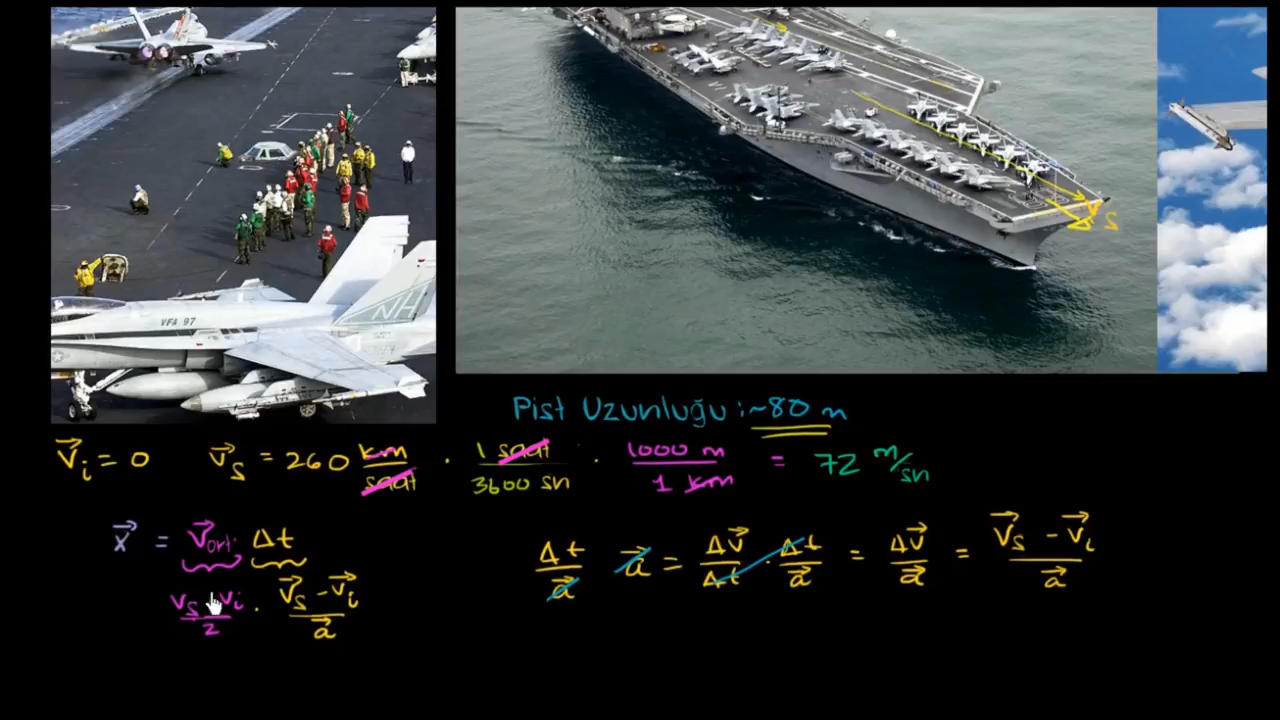 VFA 97
NH
S
Pist Uzunluğu: ~80 m
v⃗ᵢ = 0 v⃗ₛ = 260 km/saat · 1 saat/3600 sn · 1000 m/1 km = 72 m/sn
x⃗ = v⃗ort. Δt
Δt/a⃗ a⃗ = Δv⃗/Δt · Δt/a⃗ = Δv⃗/a⃗ = (v⃗ₛ - v⃗ᵢ)/a⃗
(vₛ vᵢ)/2 · (v⃗ₛ - v⃗ᵢ)/a⃗